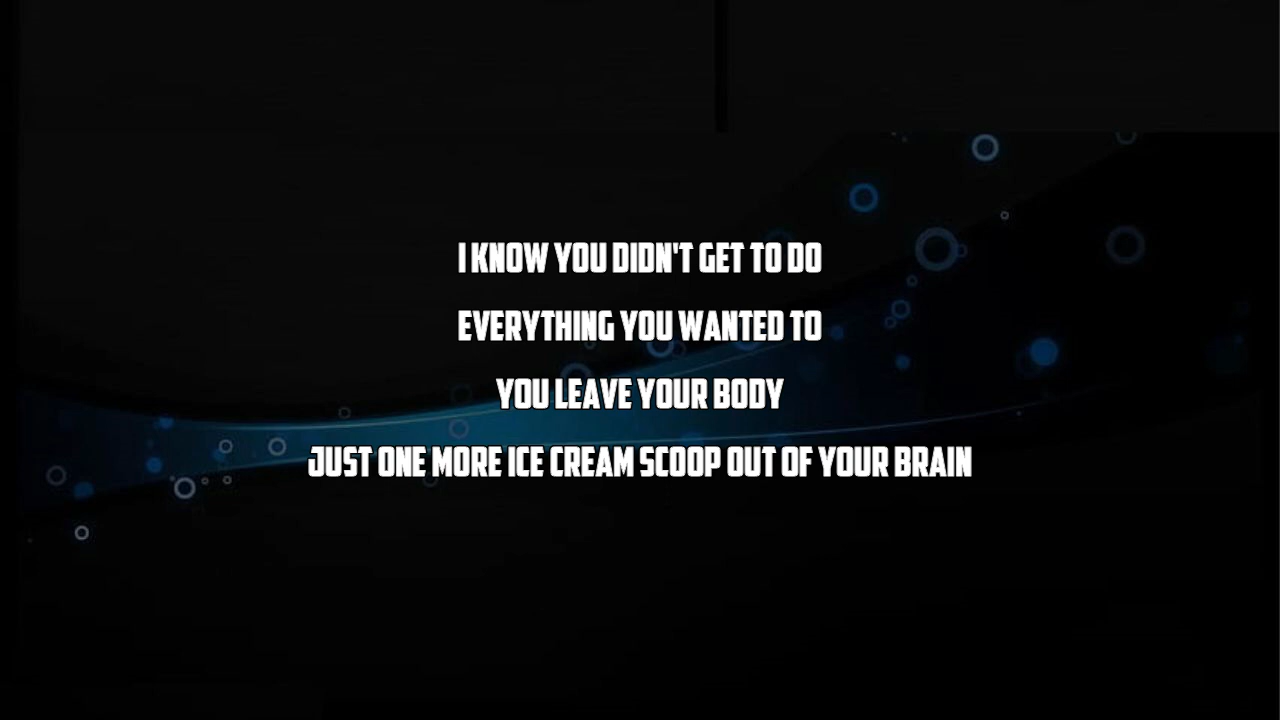 I KNOW YOU DIDN'T GET TO DO
EVERYTHING YOU WANTED TO
YOU LEAVE YOUR BODY
JUST ONE MORE ICE CREAM SCOOP OUT OF YOUR BRAIN